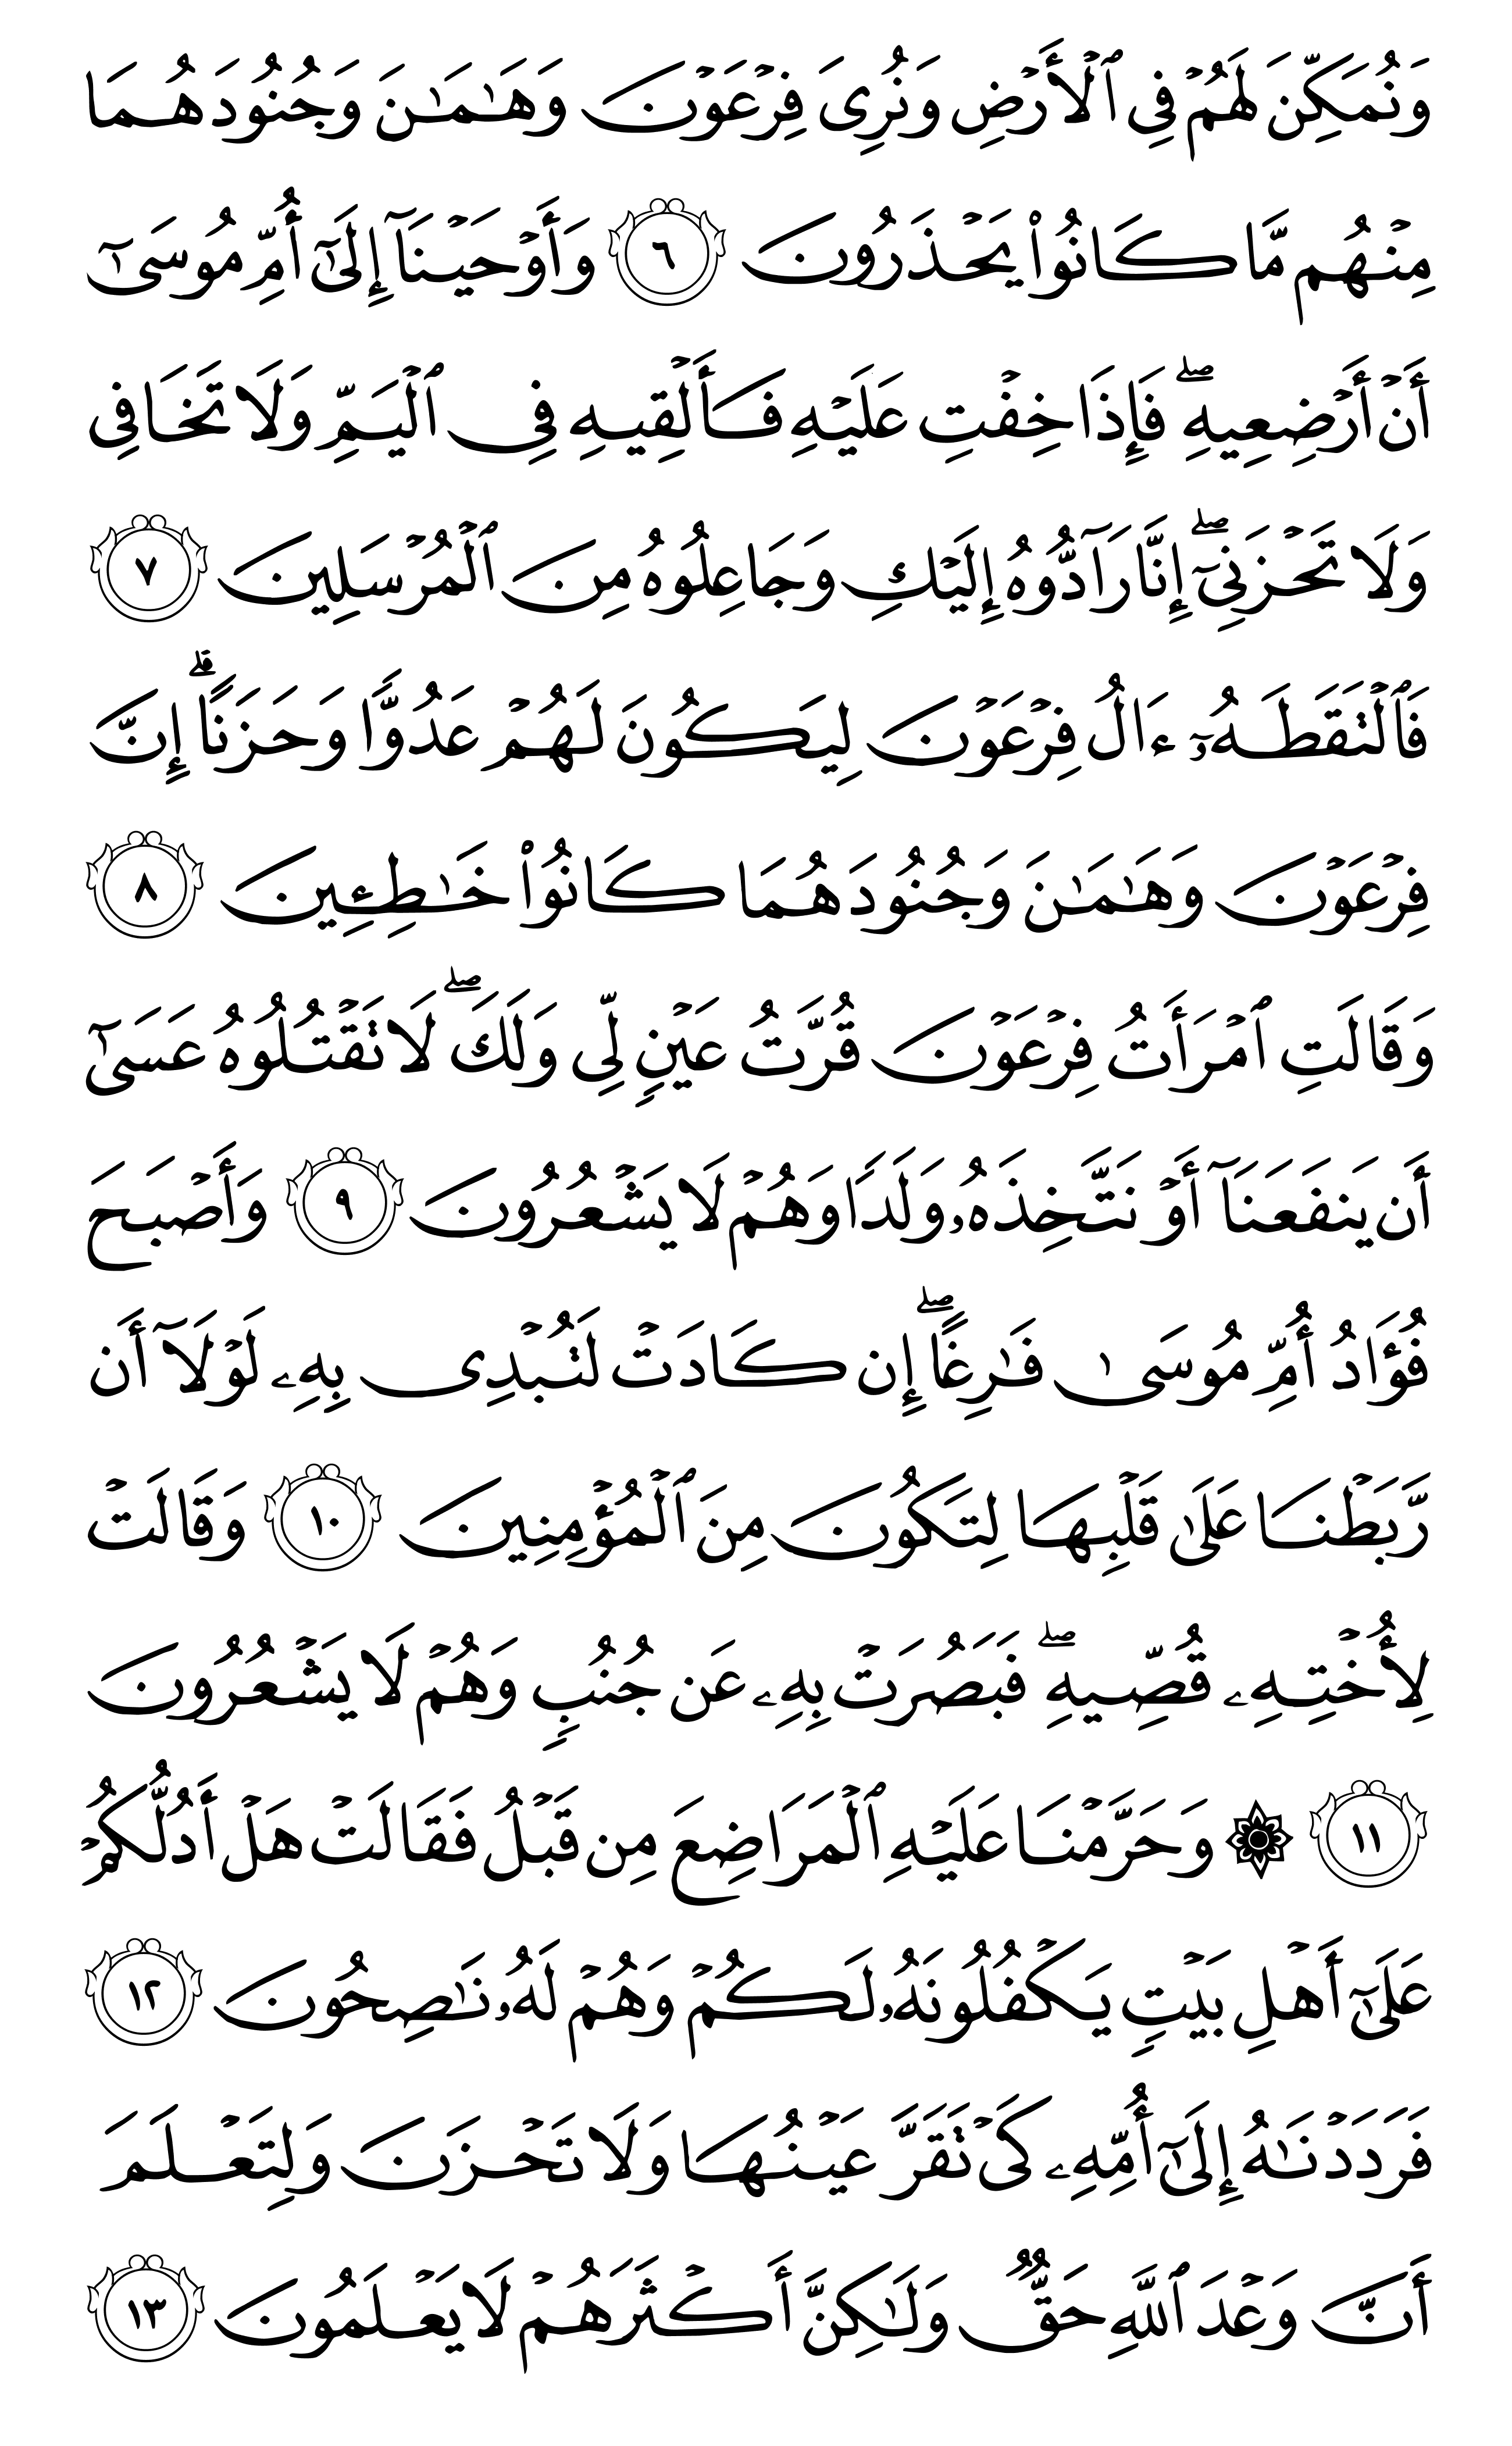 وَنُمَكِّنَ لَهُمْ فِى ٱلْأَرْضِ وَنُرِىَ فِرْعَوْنَ وَهَٰمَٰنَ وَجُنُودَهُمَا
مِنْهُم مَّا كَانُوا۟ يَحْذَرُونَ ٦ وَأَوْحَيْنَآ إِلَىٰٓ أُمِّ مُوسَىٰٓ
أَنْ أَرْضِعِيهِ ۖ فَإِذَا خِفْتِ عَلَيْهِ فَأَلْقِيهِ فِى ٱلْيَمِّ وَلَا تَخَافِى
وَلَا تَحْزَنِىٓ ۖ إِنَّا رَآدُّوهُ إِلَيْكِ وَجَاعِلُوهُ مِنَ ٱلْمُرْسَلِينَ ٧
فَٱلْتَقَطَهُۥٓ ءَالُ فِرْعَوْنَ لِيَكُونَ لَهُمْ عَدُوًّا وَحَزَنًا ۗ إِنَّ
فِرْعَوْنَ وَهَٰمَٰنَ وَجُنُودَهُمَا كَانُوا۟ خَٰطِـِٔينَ ٨
وَقَالَتِ ٱمْرَأَتُ فِرْعَوْنَ قُرَّتُ عَيْنٍ لِّى وَلَكَ ۖ لَا تَقْتُلُوهُ عَسَىٰٓ
أَن يَنفَعَنَآ أَوْ نَتَّخِذَهُۥ وَلَدًا وَهُمْ لَا يَشْعُرُونَ ٩ وَأَصْبَحَ
فُؤَادُ أُمِّ مُوسَىٰ فَٰرِغًا ۖ إِن كَادَتْ لَتُبْدِى بِهِۦ لَوْلَآ أَن
رَّبَطْنَا عَلَىٰ قَلْبِهَا لِتَكُونَ مِنَ ٱلْمُؤْمِنِينَ ١٠ وَقَالَتْ
لِأُخْتِهِۦ قُصِّيهِ ۖ فَبَصُرَتْ بِهِۦ عَن جُنُبٍ وَهُمْ لَا يَشْعُرُونَ
١١ ۞ وَحَرَّمْنَا عَلَيْهِ ٱلْمَرَاضِعَ مِن قَبْلُ فَقَالَتْ هَلْ أَدُلُّكُمْ
عَلَىٰٓ أَهْلِ بَيْتٍ يَكْفُلُونَهُۥ لَكُمْ وَهُمْ لَهُۥ نَٰصِحُونَ ١٢
فَرَدَدْنَٰهُ إِلَىٰٓ أُمِّهِۦ كَىْ تَقَرَّ عَيْنُهَا وَلَا تَحْزَنَ وَلِتَعْلَمَ
أَنَّ وَعْدَ ٱللَّهِ حَقٌّ وَلَٰكِنَّ أَكْثَرَهُمْ لَا يَعْلَمُونَ ١٣